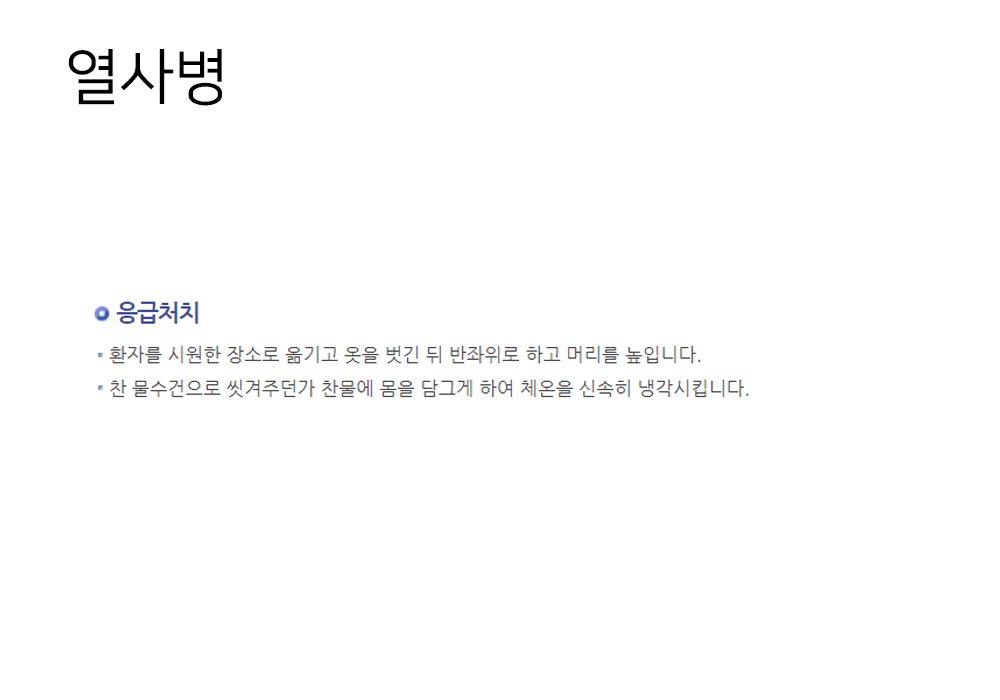 열사병
응급처치
환자를 시원한 장소로 옮기고 옷을 벗긴 뒤 반좌위로 하고 머리를 높입니다.
찬 물수건으로 씻겨주던가 찬물에 몸을 담그게 하여 체온을 신속히 냉각시킵니다.